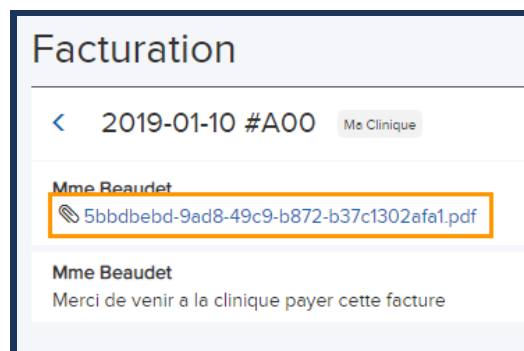 Facturation
< 2019-01-10 #A00 Ma Clinique
Mme Beaudet
5bbdbebd-9ad8-49c9-b872-b37c1302afa1.pdf
Mme Beaudet
Merci de venir a la clinique payer cette facture